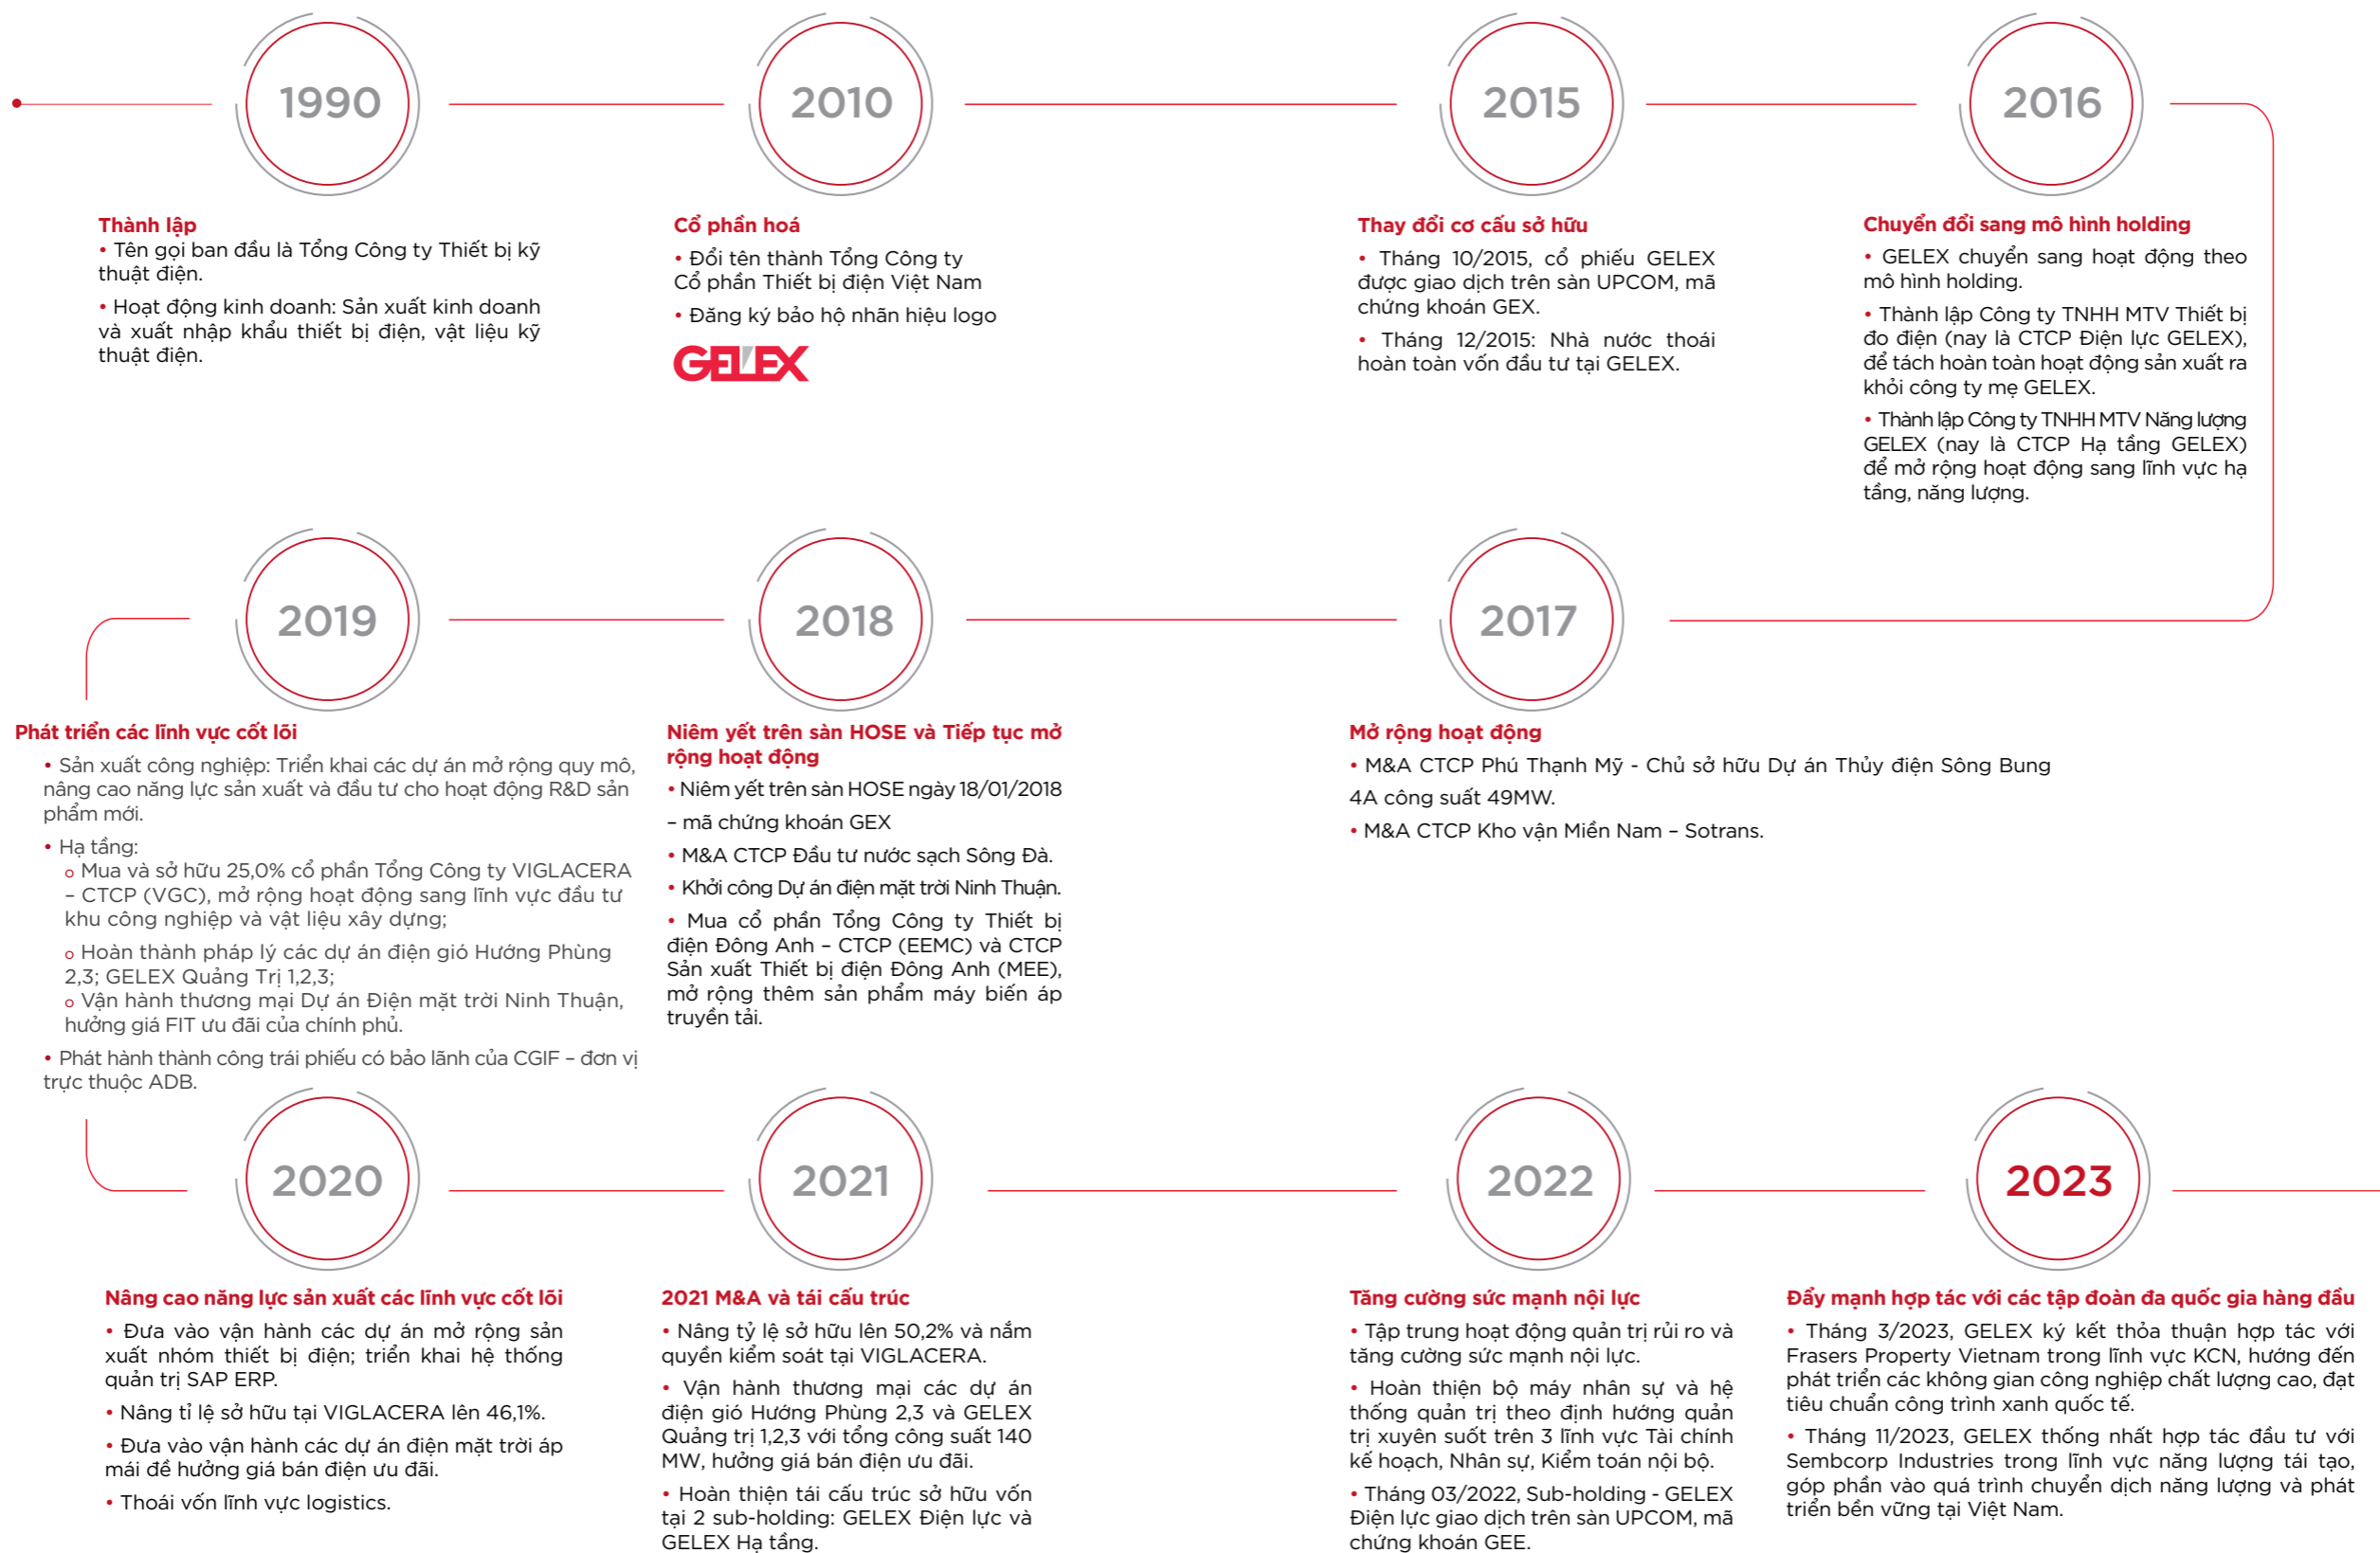 1990
Thành lập
• Tên gọi ban đầu là Tổng Công ty Thiết bị kỹ
thuật điện.
• Hoạt động kinh doanh: Sản xuất kinh doanh
và xuất nhập khẩu thiết bị điện, vật liệu kỹ
thuật điện.
2010
Cổ phần hoá
• Đổi tên thành Tổng Công ty
Cổ phần Thiết bị điện Việt Nam
• Đăng ký bảo hộ nhãn hiệu logo
GELEX
2015
Thay đổi cơ cấu sở hữu
• Tháng 10/2015, cổ phiếu GELEX
được giao dịch trên sàn UPCOM, mã
chứng khoán GEX.
• Tháng 12/2015: Nhà nước thoái
hoàn toàn vốn đầu tư tại GELEX.
2016
Chuyển đổi sang mô hình holding
• GELEX chuyển sang hoạt động theo
mô hình holding.
• Thành lập Công ty TNHH MTV Thiết bị
đo điện (nay là CTCP Điện lực GELEX),
để tách hoàn toàn hoạt động sản xuất ra
khỏi công ty mẹ GELEX.
• Thành lập Công ty TNHH MTV Năng lượng
GELEX (nay là CTCP Hạ tầng GELEX)
để mở rộng hoạt động sang lĩnh vực hạ
tầng, năng lượng.
2017
Mở rộng hoạt động
• M&A CTCP Phú Thạnh Mỹ - Chủ sở hữu Dự án Thủy điện Sông Bung
4A công suất 49MW.
• M&A CTCP Kho vận Miền Nam – Sotrans.
2018
Niêm yết trên sàn HOSE và Tiếp tục mở
rộng hoạt động
• Niêm yết trên sàn HOSE ngày 18/01/2018
– mã chứng khoán GEX
• M&A CTCP Đầu tư nước sạch Sông Đà.
• Khởi công Dự án điện mặt trời Ninh Thuận.
• Mua cổ phần Tổng Công ty Thiết bị
điện Đông Anh – CTCP (EEMC) và CTCP
Sản xuất Thiết bị điện Đông Anh (MEE),
mở rộng thêm sản phẩm máy biến áp
truyền tải.
2019
Phát triển các lĩnh vực cốt lõi
• Sản xuất công nghiệp: Triển khai các dự án mở rộng quy mô,
nâng cao năng lực sản xuất và đầu tư cho hoạt động R&D sản
phẩm mới.
• Hạ tầng:
o Mua và sở hữu 25,0% cổ phần Tổng Công ty VIGLACERA
– CTCP (VGC), mở rộng hoạt động sang lĩnh vực đầu tư
khu công nghiệp và vật liệu xây dựng;
o Hoàn thành pháp lý các dự án điện gió Hướng Phùng
2,3; GELEX Quảng Trị 1,2,3;
o Vận hành thương mại Dự án Điện mặt trời Ninh Thuận,
hưởng giá FIT ưu đãi của chính phủ.
• Phát hành thành công trái phiếu có bảo lãnh của CGIF – đơn vị
trực thuộc ADB.
2020
Nâng cao năng lực sản xuất các lĩnh vực cốt lõi
• Đưa vào vận hành các dự án mở rộng sản
xuất nhóm thiết bị điện; triển khai hệ thống
quản trị SAP ERP.
• Nâng tỉ lệ sở hữu tại VIGLACERA lên 46,1%.
• Đưa vào vận hành các dự án điện mặt trời áp
mái để hưởng giá bán điện ưu đãi.
• Thoái vốn lĩnh vực logistics.
2021
2021 M&A và tái cấu trúc
• Nâng tỷ lệ sở hữu lên 50,2% và nắm
quyền kiểm soát tại VIGLACERA.
• Vận hành thương mại các dự án
điện gió Hướng Phùng 2,3 và GELEX
Quảng trị 1,2,3 với tổng công suất 140
MW, hưởng giá bán điện ưu đãi.
• Hoàn thiện tái cấu trúc sở hữu vốn
tại 2 sub-holding: GELEX Điện lực và
GELEX Hạ tầng.
2022
Tăng cường sức mạnh nội lực
• Tập trung hoạt động quản trị rủi ro và
tăng cường sức mạnh nội lực.
• Hoàn thiện bộ máy nhân sự và hệ
thống quản trị theo định hướng quản
trị xuyên suốt trên 3 lĩnh vực Tài chính
kế hoạch, Nhân sự, Kiểm toán nội bộ.
• Tháng 03/2022, Sub-holding - GELEX
Điện lực giao dịch trên sàn UPCOM, mã
chứng khoán GEE.
2023
Đẩy mạnh hợp tác với các tập đoàn đa quốc gia hàng đầu
• Tháng 3/2023, GELEX ký kết thỏa thuận hợp tác với
Frasers Property Vietnam trong lĩnh vực KCN, hướng đến
phát triển các không gian công nghiệp chất lượng cao, đạt
tiêu chuẩn công trình xanh quốc tế.
• Tháng 11/2023, GELEX thống nhất hợp tác đầu tư với
Sembcorp Industries trong lĩnh vực năng lượng tái tạo,
góp phần vào quá trình chuyển dịch năng lượng và phát
triển bền vững tại Việt Nam.